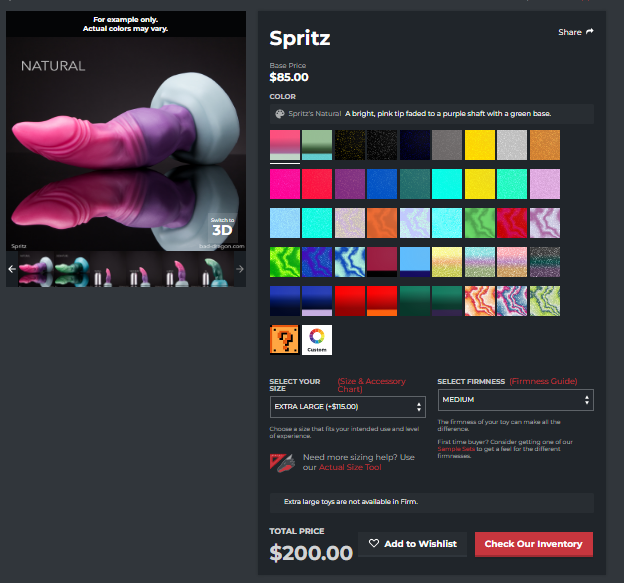 For example only.
Actual colors may vary.
NATURAL
Switch to
3D
Spritz
bad-dragon.com
Spritz
Share
Base Price
$85.00
COLOR
Spritz's Natural A bright, pink tip faded to a purple shaft with a green base.
?
Custom
SELECT YOUR SIZE (Size & Accessory Chart)
EXTRA LARGE (+$115.00)
Choose a size that fits your intended use and level
of experience.
Need more sizing help? Use
our Actual Size Tool
SELECT FIRMNESS (Firmness Guide)
MEDIUM
The firmness of your toy can make all the
difference.
First time buyer? Consider getting one of our
Sample Sets to get a feel for the different
firmnesses.
Extra large toys are not available in Firm.
TOTAL PRICE
$200.00
Add to Wishlist
Check Our Inventory